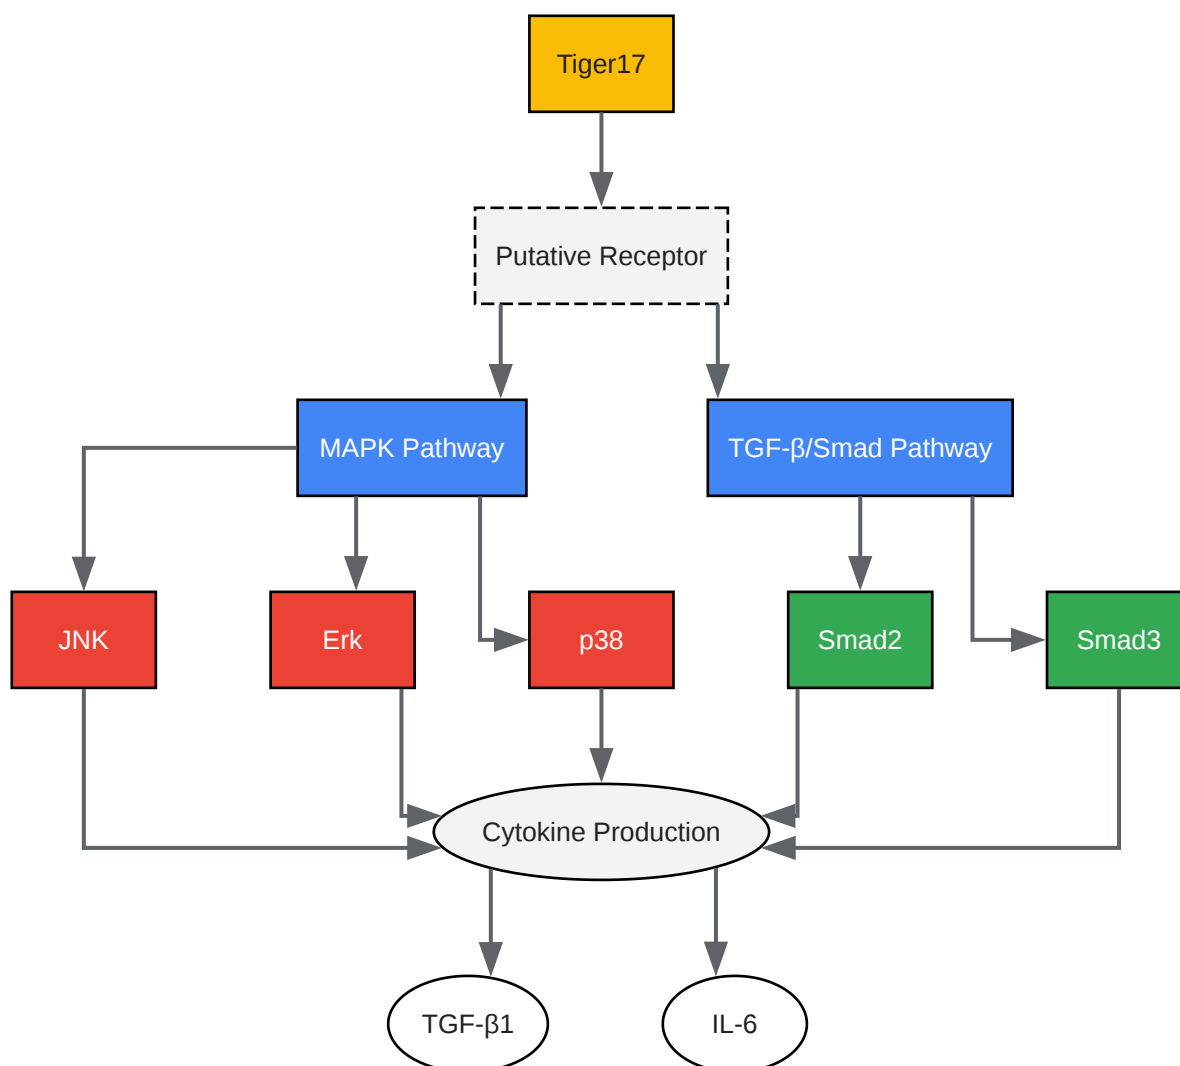 Tiger17
Putative Receptor
MAPK Pathway
TGF-β/Smad Pathway
JNK
Erk
p38
Smad2
Smad3
Cytokine Production
TGF-β1
IL-6